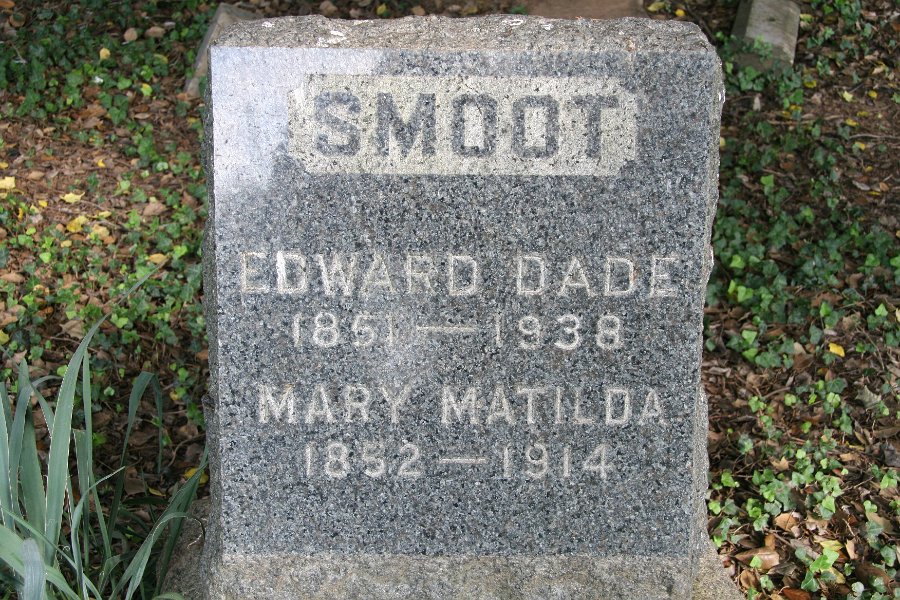 SMOOT
EDWARD DADE
1851 — 1938
MARY MATILDA
1852 — 1914